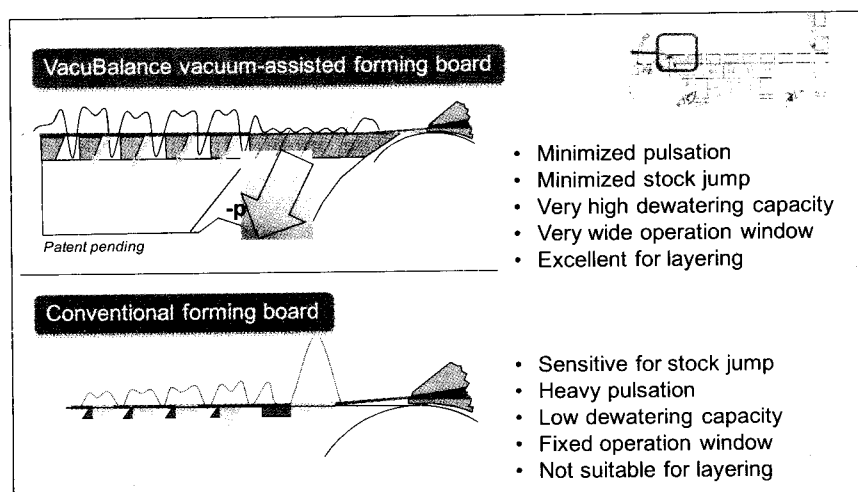 VacuBalance vacuum-assisted forming board
-p
Patent pending
• Minimized pulsation
• Minimized stock jump
• Very high dewatering capacity
• Very wide operation window
• Excellent for layering
Conventional forming board
• Sensitive for stock jump
• Heavy pulsation
• Low dewatering capacity
• Fixed operation window
• Not suitable for layering